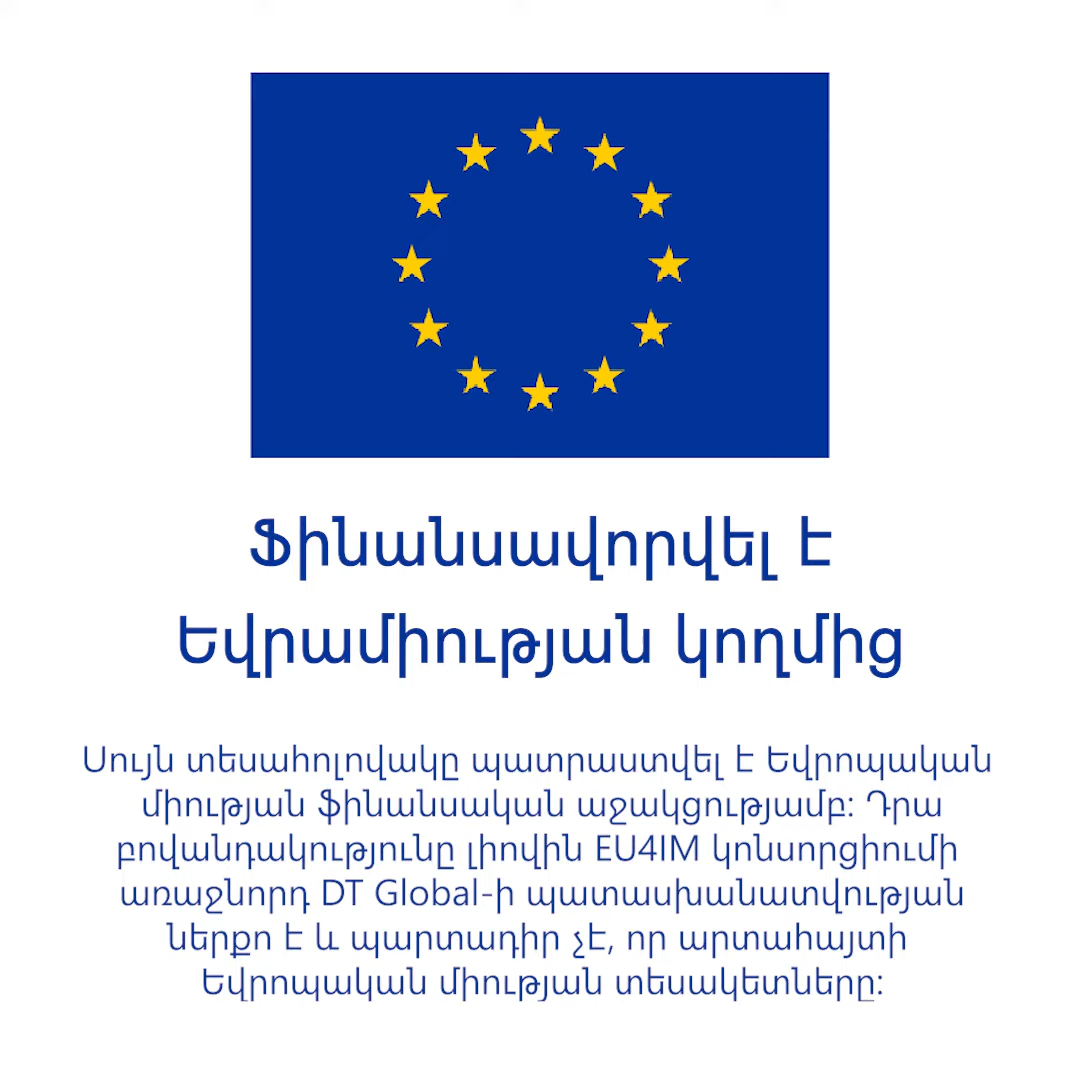 Ֆինանսավորվել է
Եվրամիության կողմից
Սույն տեսահոլովակը պատրաստվել է Եվրոպական
միության ֆինանսական աջակցությամբ: Դրա
բովանդակությունը լիովին EU4IM կոնսորցիումի
առաջնորդ DT Global-ի պատասխանատվության
ներքո է և պարտադիր չէ, որ արտահայտի
Եվրոպական միության տեսակետները: